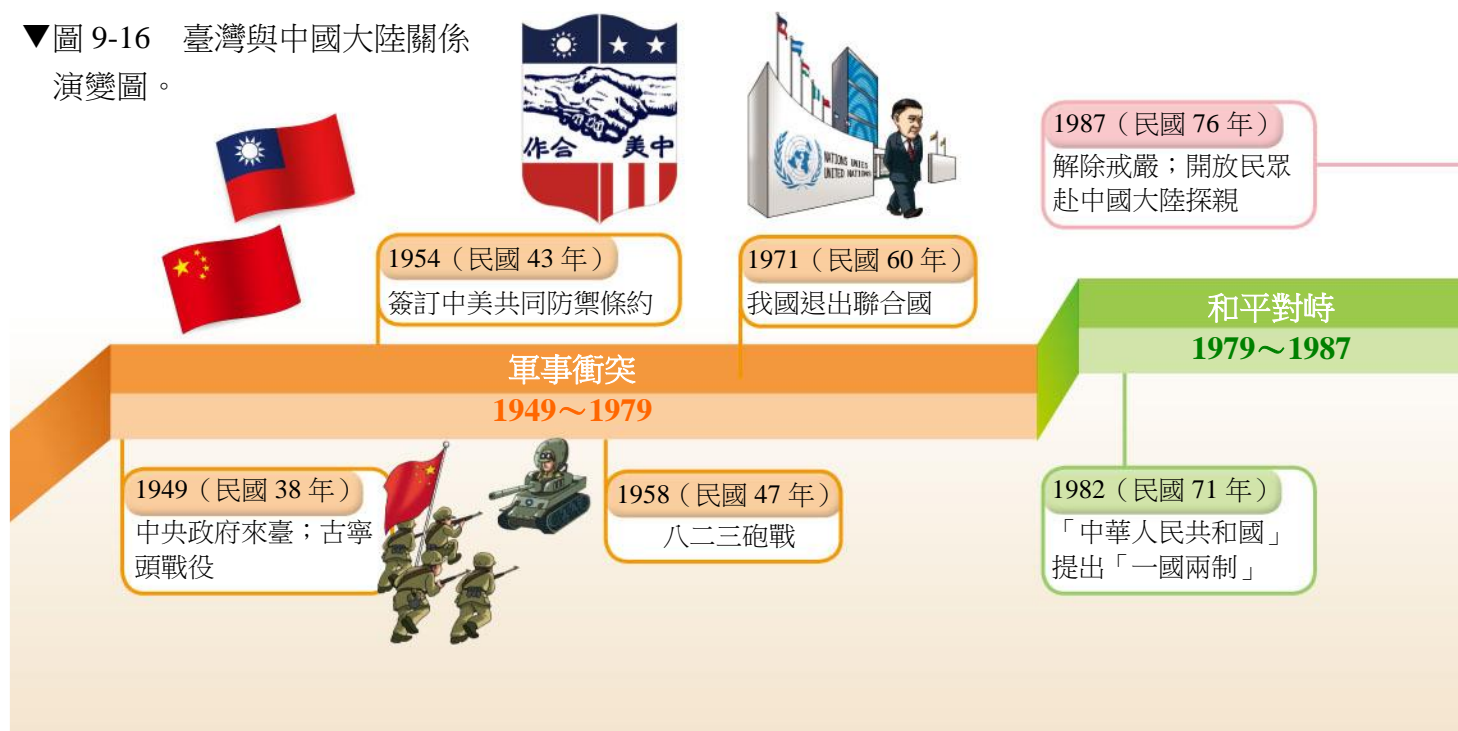 ▼圖 9-16　臺灣與中國大陸關係
演變圖。
作合 美中
NATIONS UNIES
UNITED NATIONS
1987（民國 76 年）
解除戒嚴；開放民眾
赴中國大陸探親
1954（民國 43 年）
簽訂中美共同防禦條約
1971（民國 60 年）
我國退出聯合國
和平對峙
1979～1987
軍事衝突
1949～1979
1949（民國 38 年）
中央政府來臺；古寧
頭戰役
1958（民國 47 年）
八二三砲戰
1982（民國 71 年）
「中華人民共和國」
提出「一國兩制」